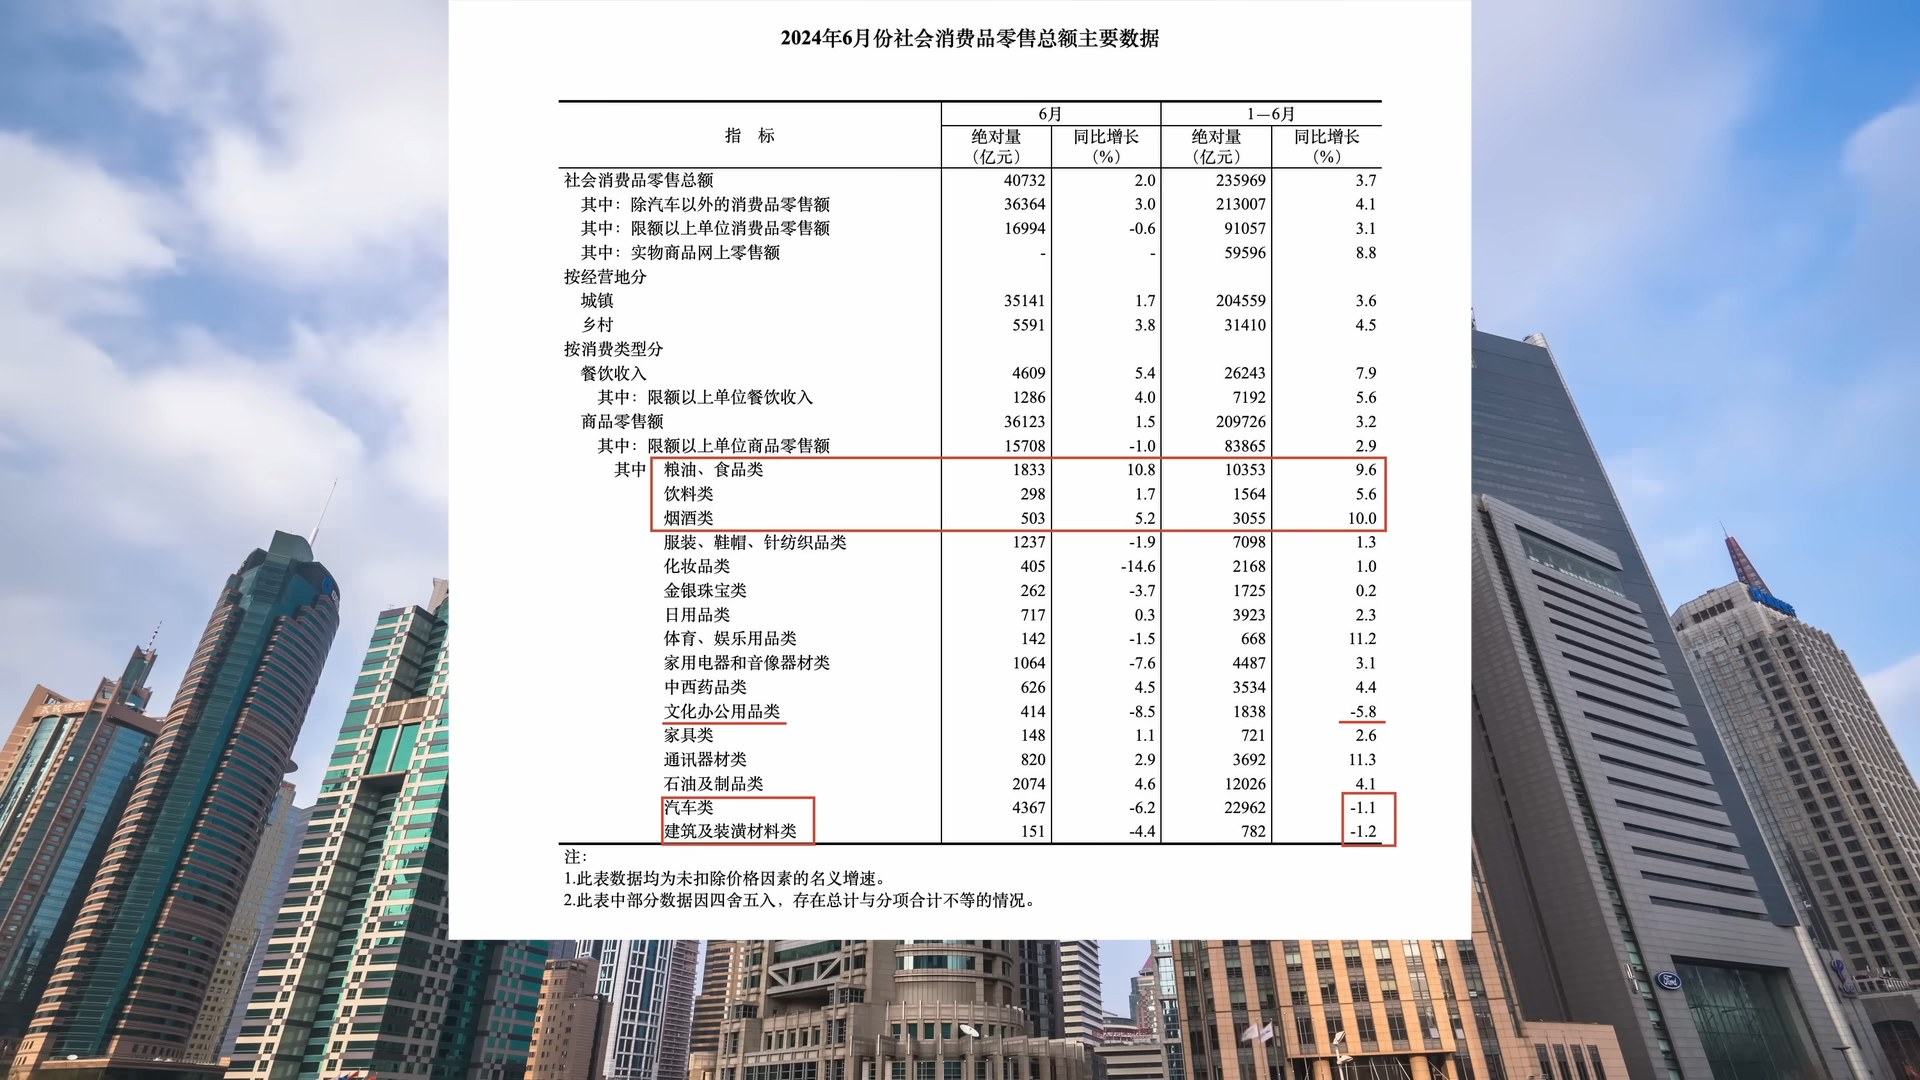 2024年6月份社会消费品零售总额主要数据
指 标 6月 1—6月
绝对量 同比增长 绝对量 同比增长
(亿元) (%) (亿元) (%)
社会消费品零售总额 40732 2.0 235969 3.7
其中：除汽车以外的消费品零售额 36364 3.0 213007 4.1
其中：限额以上单位消费品零售额 16994 -0.6 91057 3.1
其中：实物商品网上零售额 - - 59596 8.8
按经营地分
城镇 35141 1.7 204559 3.6
乡村 5591 3.8 31410 4.5
按消费类型分
餐饮收入 4609 5.4 26243 7.9
其中：限额以上单位餐饮收入 1286 4.0 7192 5.6
商品零售额 36123 1.5 209726 3.2
其中：限额以上单位商品零售额 15708 -1.0 83865 2.9
其中 粮油、食品类 1833 10.8 10353 9.6
饮料类 298 1.7 1564 5.6
烟酒类 503 5.2 3055 10.0
服装、鞋帽、针纺织品类 1237 -1.9 7098 1.3
化妆品类 405 -14.6 2168 1.0
金银珠宝类 262 -3.7 1725 0.2
日用品类 717 0.3 3923 2.3
体育、娱乐用品类 142 -1.5 668 11.2
家用电器和音像器材类 1064 -7.6 4487 3.1
中西药品类 626 4.5 3534 4.4
文化办公用品类 414 -8.5 1838 -5.8
家具类 148 1.1 721 2.6
通讯器材类 820 2.9 3692 11.3
石油及制品类 2074 4.6 12026 4.1
汽车类 4367 -6.2 22962 -1.1
建筑及装潢材料类 151 -4.4 782 -1.2
注：
1.此表数据均为未扣除价格因素的名义增速。
2.此表中部分数据因四舍五入，存在总计与分项合计不等的情况。
Ford